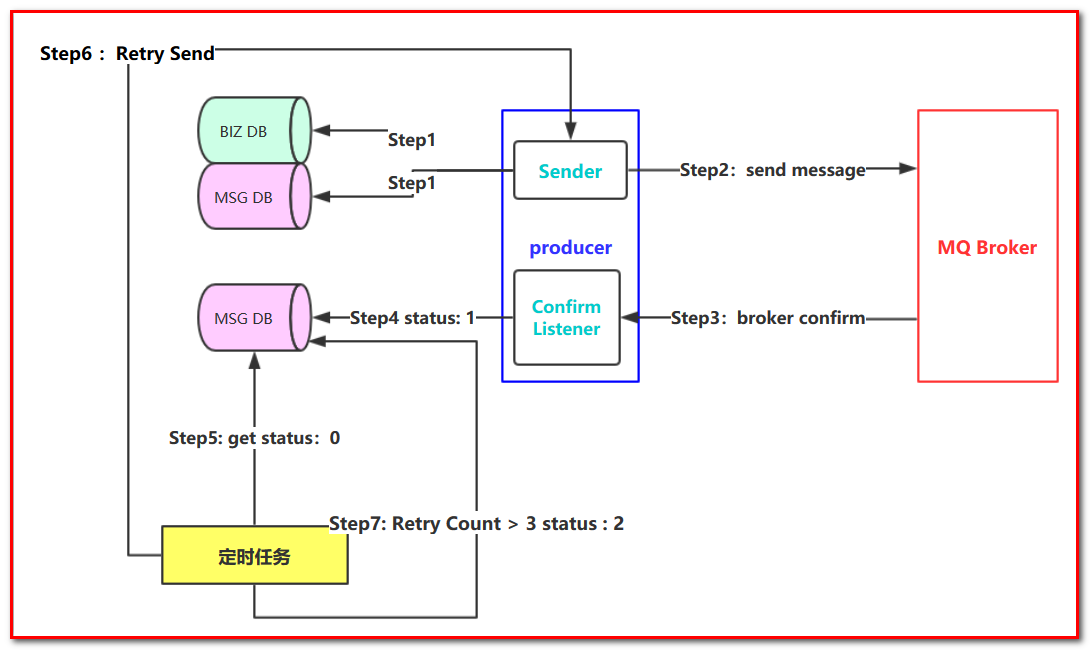 Step6 ：Retry Send
BIZ DB
Step1
MSG DB
Step1
Sender
Step2：send message
producer
MQ Broker
MSG DB
Step4 status: 1
Confirm
Listener
Step3：broker confirm
Step5: get status：0
Step7: Retry Count > 3 status : 2
定时任务